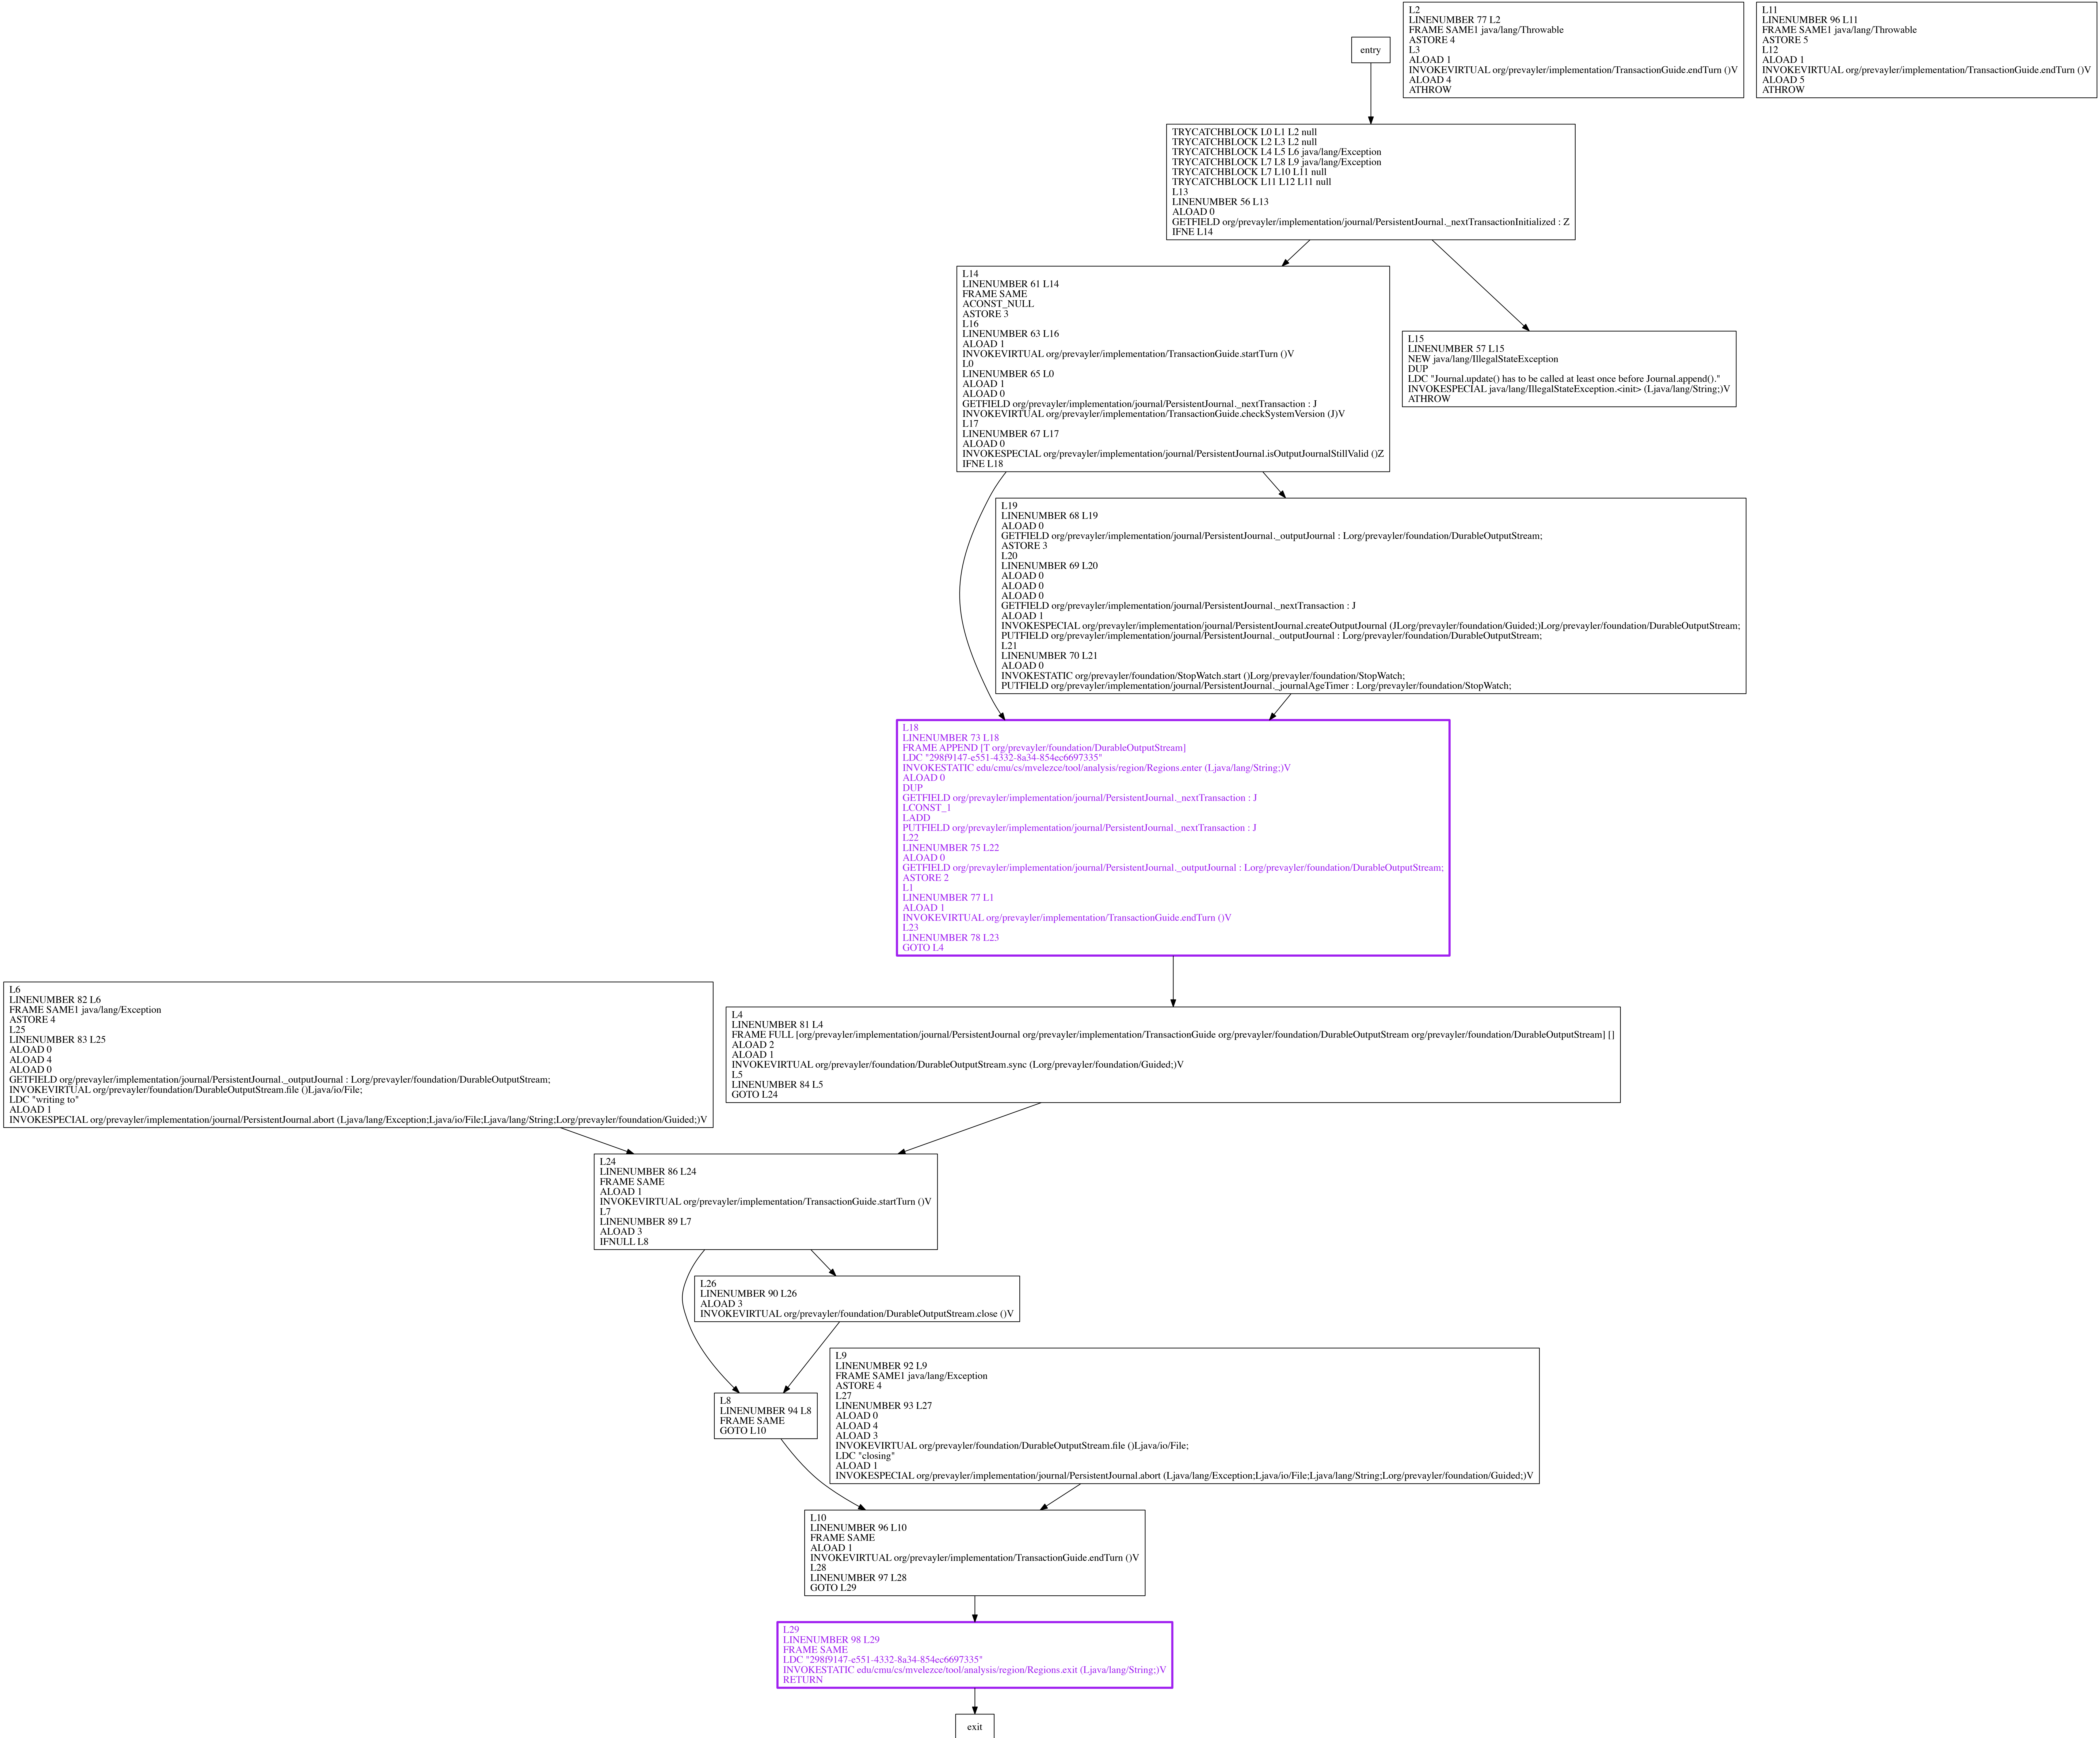 entry
L2
LINENUMBER 77 L2
FRAME SAME1 java/lang/Throwable
ASTORE 4
L3
ALOAD 1
INVOKEVIRTUAL org/prevayler/implementation/TransactionGuide.endTurn ()V
ALOAD 4
ATHROW
L11
LINENUMBER 96 L11
FRAME SAME1 java/lang/Throwable
ASTORE 5
L12
ALOAD 1
INVOKEVIRTUAL org/prevayler/implementation/TransactionGuide.endTurn ()V
ALOAD 5
ATHROW
TRYCATCHBLOCK L0 L1 L2 null
TRYCATCHBLOCK L2 L3 L2 null
TRYCATCHBLOCK L4 L5 L6 java/lang/Exception
TRYCATCHBLOCK L7 L8 L9 java/lang/Exception
TRYCATCHBLOCK L7 L10 L11 null
TRYCATCHBLOCK L11 L12 L11 null
L13
LINENUMBER 56 L13
ALOAD 0
GETFIELD org/prevayler/implementation/journal/PersistentJournal._nextTransactionInitialized : Z
IFNE L14
L14
LINENUMBER 61 L14
FRAME SAME
ACONST_NULL
ASTORE 3
L16
LINENUMBER 63 L16
ALOAD 1
INVOKEVIRTUAL org/prevayler/implementation/TransactionGuide.startTurn ()V
L0
LINENUMBER 65 L0
ALOAD 1
ALOAD 0
GETFIELD org/prevayler/implementation/journal/PersistentJournal._nextTransaction : J
INVOKEVIRTUAL org/prevayler/implementation/TransactionGuide.checkSystemVersion (J)V
L17
LINENUMBER 67 L17
ALOAD 0
INVOKESPECIAL org/prevayler/implementation/journal/PersistentJournal.isOutputJournalStillValid ()Z
IFNE L18
L15
LINENUMBER 57 L15
NEW java/lang/IllegalStateException
DUP
LDC "Journal.update() has to be called at least once before Journal.append()."
INVOKESPECIAL java/lang/IllegalStateException.&lt;init&gt; (Ljava/lang/String;)V
ATHROW
L19
LINENUMBER 68 L19
ALOAD 0
GETFIELD org/prevayler/implementation/journal/PersistentJournal._outputJournal : Lorg/prevayler/foundation/DurableOutputStream;
ASTORE 3
L20
LINENUMBER 69 L20
ALOAD 0
ALOAD 0
ALOAD 0
GETFIELD org/prevayler/implementation/journal/PersistentJournal._nextTransaction : J
ALOAD 1
INVOKESPECIAL org/prevayler/implementation/journal/PersistentJournal.createOutputJournal (JLorg/prevayler/foundation/Guided;)Lorg/prevayler/foundation/DurableOutputStream;
PUTFIELD org/prevayler/implementation/journal/PersistentJournal._outputJournal : Lorg/prevayler/foundation/DurableOutputStream;
L21
LINENUMBER 70 L21
ALOAD 0
INVOKESTATIC org/prevayler/foundation/StopWatch.start ()Lorg/prevayler/foundation/StopWatch;
PUTFIELD org/prevayler/implementation/journal/PersistentJournal._journalAgeTimer : Lorg/prevayler/foundation/StopWatch;
L18
LINENUMBER 73 L18
FRAME APPEND [T org/prevayler/foundation/DurableOutputStream]
LDC "298f9147-e551-4332-8a34-854ec6697335"
INVOKESTATIC edu/cmu/cs/mvelezce/tool/analysis/region/Regions.enter (Ljava/lang/String;)V
ALOAD 0
DUP
GETFIELD org/prevayler/implementation/journal/PersistentJournal._nextTransaction : J
LCONST_1
LADD
PUTFIELD org/prevayler/implementation/journal/PersistentJournal._nextTransaction : J
L22
LINENUMBER 75 L22
ALOAD 0
GETFIELD org/prevayler/implementation/journal/PersistentJournal._outputJournal : Lorg/prevayler/foundation/DurableOutputStream;
ASTORE 2
L1
LINENUMBER 77 L1
ALOAD 1
INVOKEVIRTUAL org/prevayler/implementation/TransactionGuide.endTurn ()V
L23
LINENUMBER 78 L23
GOTO L4
L6
LINENUMBER 82 L6
FRAME SAME1 java/lang/Exception
ASTORE 4
L25
LINENUMBER 83 L25
ALOAD 0
ALOAD 4
ALOAD 0
GETFIELD org/prevayler/implementation/journal/PersistentJournal._outputJournal : Lorg/prevayler/foundation/DurableOutputStream;
INVOKEVIRTUAL org/prevayler/foundation/DurableOutputStream.file ()Ljava/io/File;
LDC "writing to"
ALOAD 1
INVOKESPECIAL org/prevayler/implementation/journal/PersistentJournal.abort (Ljava/lang/Exception;Ljava/io/File;Ljava/lang/String;Lorg/prevayler/foundation/Guided;)V
L4
LINENUMBER 81 L4
FRAME FULL [org/prevayler/implementation/journal/PersistentJournal org/prevayler/implementation/TransactionGuide org/prevayler/foundation/DurableOutputStream org/prevayler/foundation/DurableOutputStream] []
ALOAD 2
ALOAD 1
INVOKEVIRTUAL org/prevayler/foundation/DurableOutputStream.sync (Lorg/prevayler/foundation/Guided;)V
L5
LINENUMBER 84 L5
GOTO L24
L24
LINENUMBER 86 L24
FRAME SAME
ALOAD 1
INVOKEVIRTUAL org/prevayler/implementation/TransactionGuide.startTurn ()V
L7
LINENUMBER 89 L7
ALOAD 3
IFNULL L8
L26
LINENUMBER 90 L26
ALOAD 3
INVOKEVIRTUAL org/prevayler/foundation/DurableOutputStream.close ()V
L8
LINENUMBER 94 L8
FRAME SAME
GOTO L10
L9
LINENUMBER 92 L9
FRAME SAME1 java/lang/Exception
ASTORE 4
L27
LINENUMBER 93 L27
ALOAD 0
ALOAD 4
ALOAD 3
INVOKEVIRTUAL org/prevayler/foundation/DurableOutputStream.file ()Ljava/io/File;
LDC "closing"
ALOAD 1
INVOKESPECIAL org/prevayler/implementation/journal/PersistentJournal.abort (Ljava/lang/Exception;Ljava/io/File;Ljava/lang/String;Lorg/prevayler/foundation/Guided;)V
L10
LINENUMBER 96 L10
FRAME SAME
ALOAD 1
INVOKEVIRTUAL org/prevayler/implementation/TransactionGuide.endTurn ()V
L28
LINENUMBER 97 L28
GOTO L29
L29
LINENUMBER 98 L29
FRAME SAME
LDC "298f9147-e551-4332-8a34-854ec6697335"
INVOKESTATIC edu/cmu/cs/mvelezce/tool/analysis/region/Regions.exit (Ljava/lang/String;)V
RETURN
exit